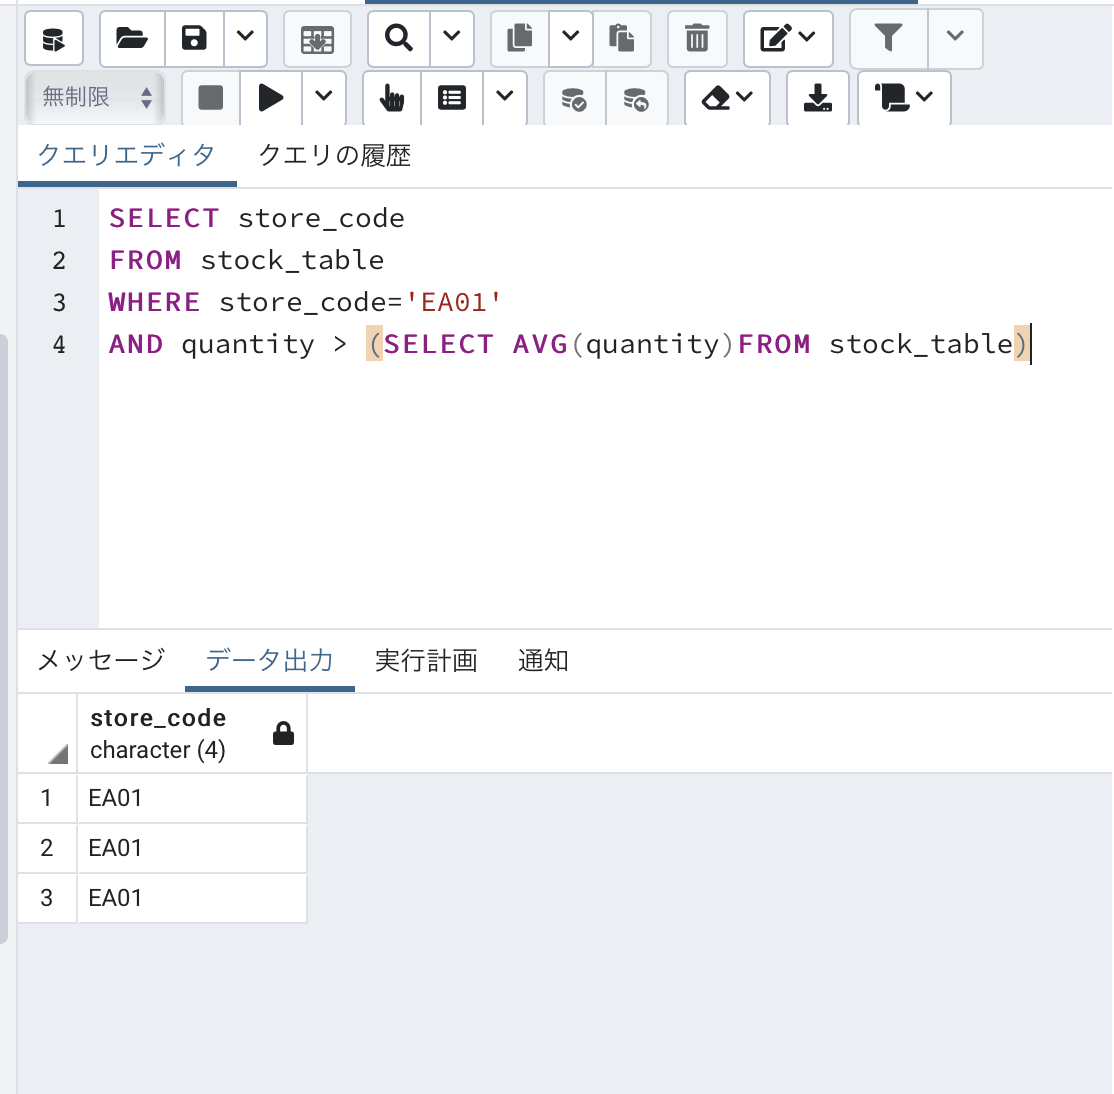 無制限
クエリエディタ クエリの履歴
1 SELECT store_code
2 FROM stock_table
3 WHERE store_code='EA01'
4 AND quantity > (SELECT AVG(quantity)FROM stock_table)
メッセージ データ出力 実行計画 通知
store_code
character (4)
1 EA01
2 EA01
3 EA01